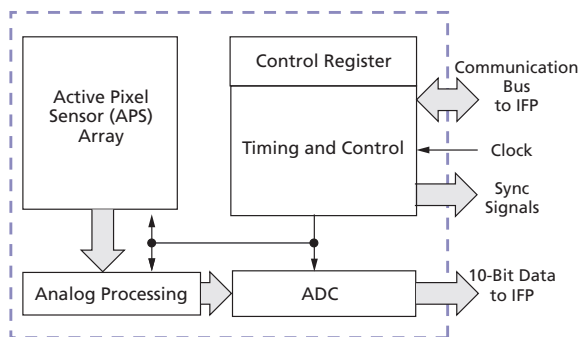 Active Pixel
Sensor (APS)
Array
Control Register
Timing and Control
Communication
Bus
to IFP
Clock
Sync
Signals
Analog Processing
ADC
10-Bit Data
to IFP